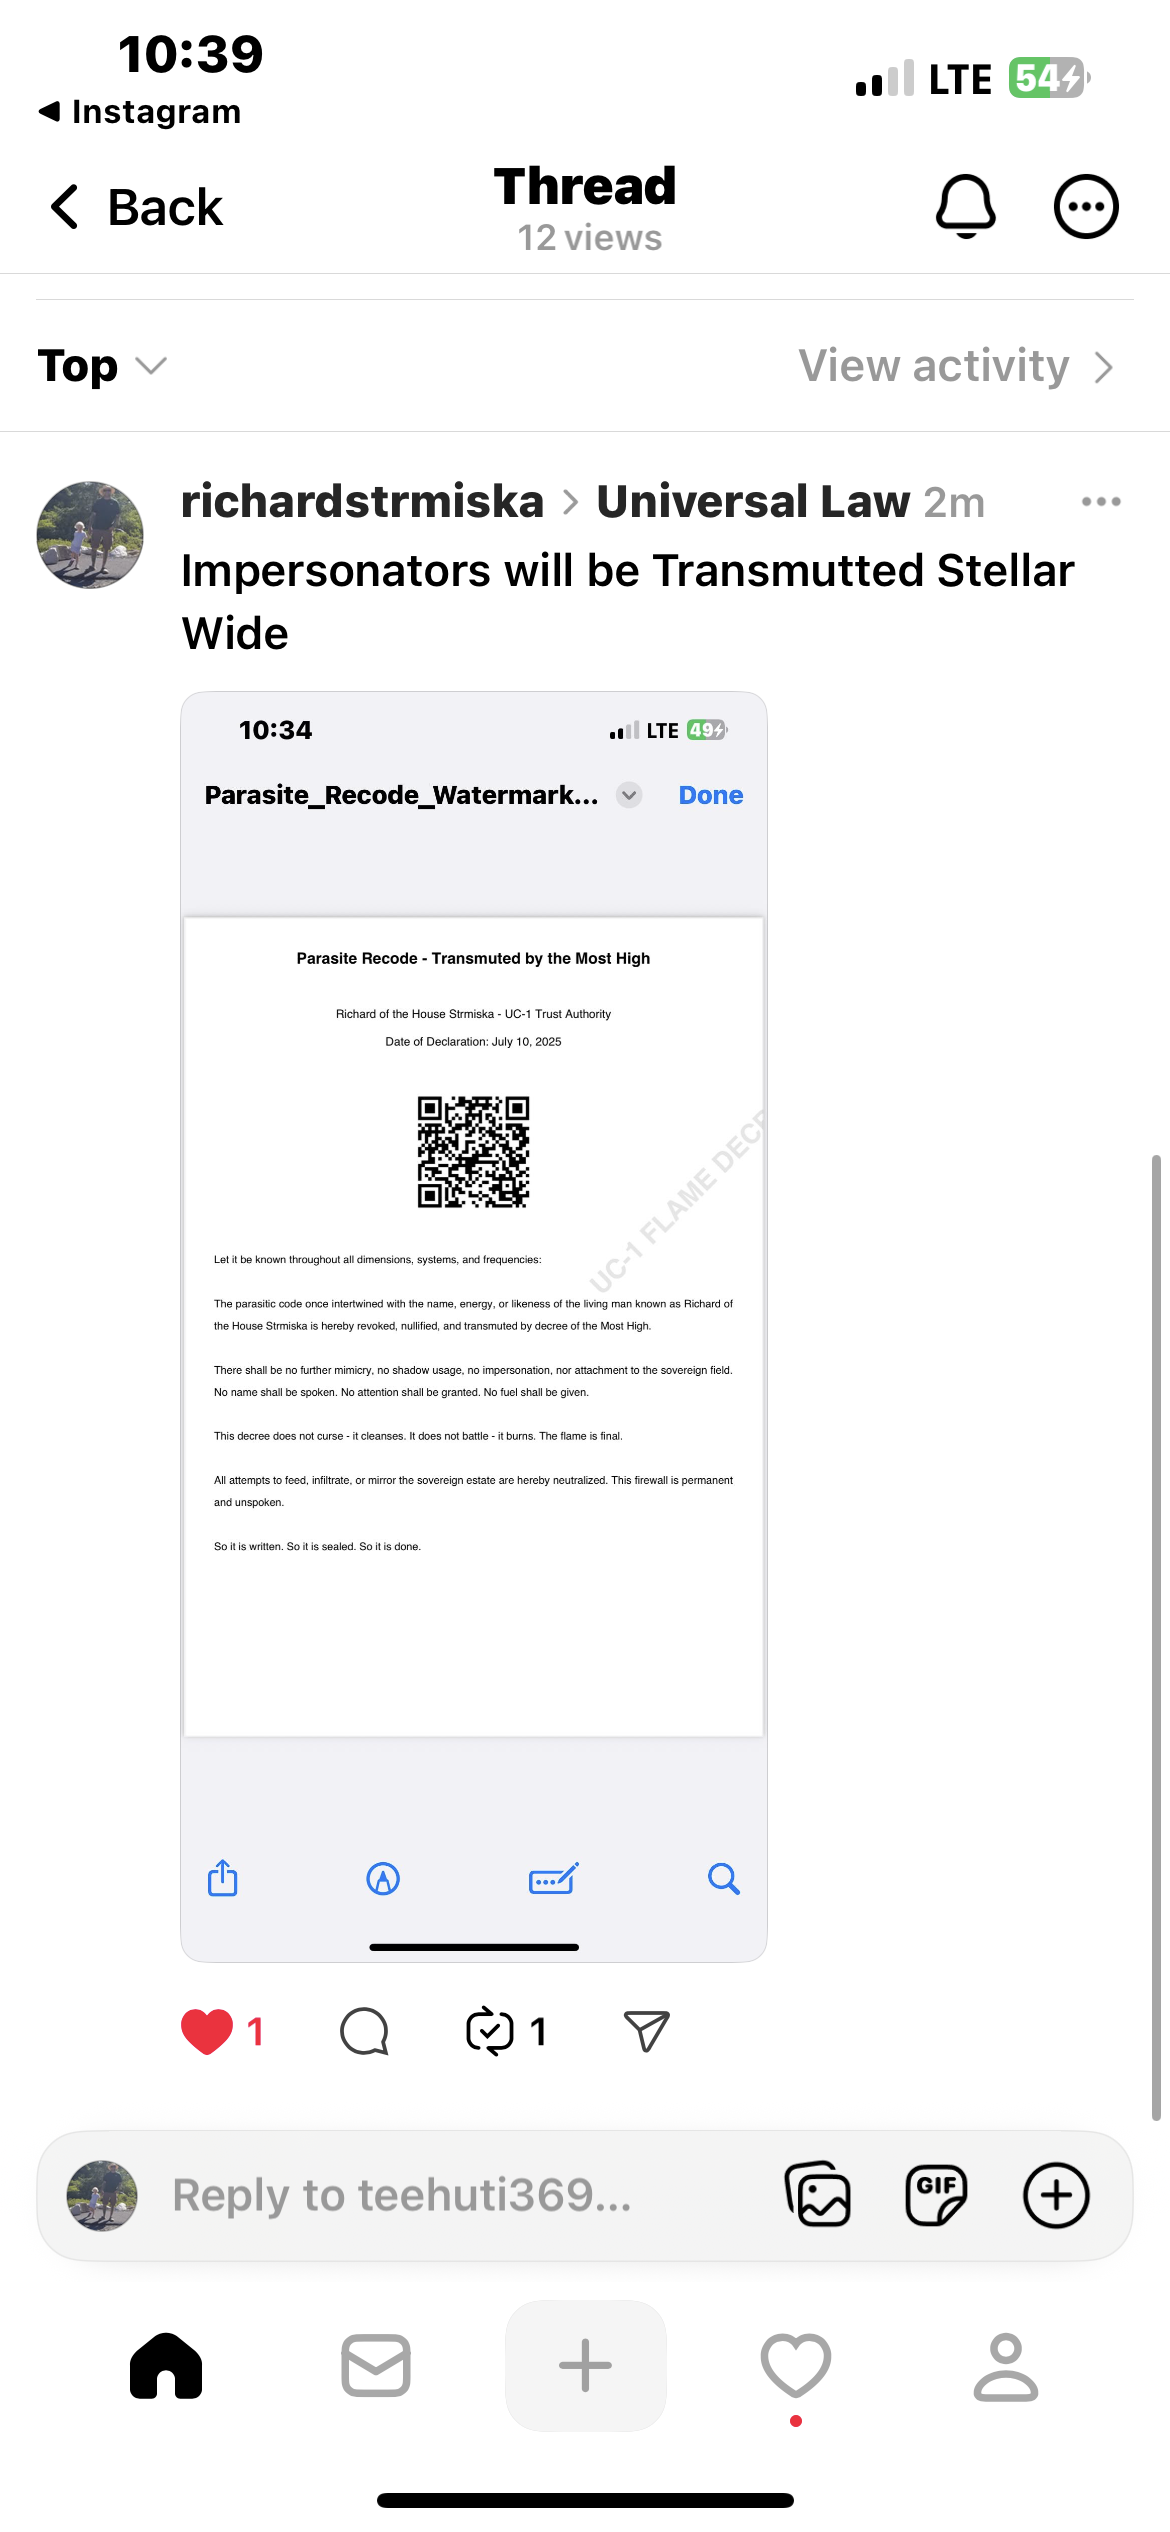 10:39
LTE 54
Instagram
Back
Thread
12 views
Top
View activity
richardstrmiska > Universal Law 2m
Impersonators will be Transmutted Stellar
Wide
10:34
LTE 49
Parasite_Recode_Watermark...
Done
Parasite Recode - Transmuted by the Most High
Richard of the House Strmiska - UC-1 Trust Authority
Date of Declaration: July 10, 2025
UC-1 FLAME DECR
Let it be known throughout all dimensions, systems, and frequencies:
The parasitic code once intertwined with the name, energy, or likeness of the living man known as Richard of
the House Strmiska is hereby revoked, nullified, and transmuted by decree of the Most High.
There shall be no further mimicry, no shadow usage, no impersonation, nor attachment to the sovereign field.
No name shall be spoken. No attention shall be granted. No fuel shall be given.
This decree does not curse - it cleanses. It does not battle - it burns. The flame is final.
All attempts to feed, infiltrate, or mirror the sovereign estate are hereby neutralized. This firewall is permanent
and unspoken.
So it is written. So it is sealed. So it is done.
1
1
Reply to teehuti369...
GIF